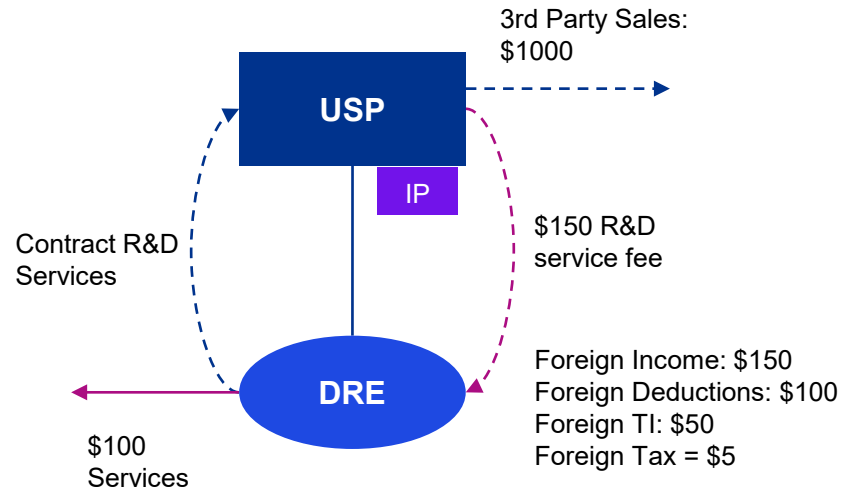 3rd Party Sales:
$1000
USP
IP
Contract R&D
Services
$150 R&D
service fee
DRE
Foreign Income: $150
Foreign Deductions: $100
Foreign TI: $50
Foreign Tax = $5
$100
Services